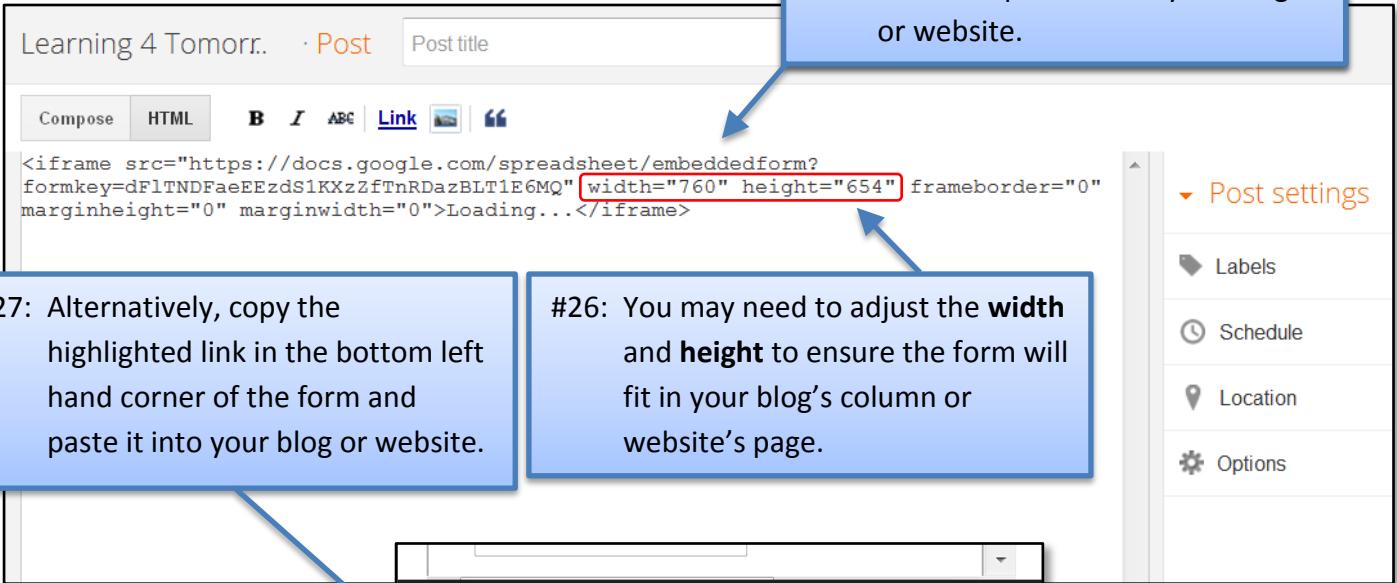 or website.
Learning 4 Tomorr.. · Post Post title
Compose HTML B I ABC Link
<iframe src="https://docs.google.com/spreadsheet/embeddedform?
formkey=dFlTNDFaeEEzdS1KXzZfTnRDazBLT1E6MQ" width="760" height="654" frameborder="0"
marginheight="0" marginwidth="0">Loading...</iframe>
Post settings
Labels
Schedule
Location
Options
27: Alternatively, copy the
highlighted link in the bottom left
hand corner of the form and
paste it into your blog or website.
#26: You may need to adjust the width
and height to ensure the form will
fit in your blog’s column or
website’s page.